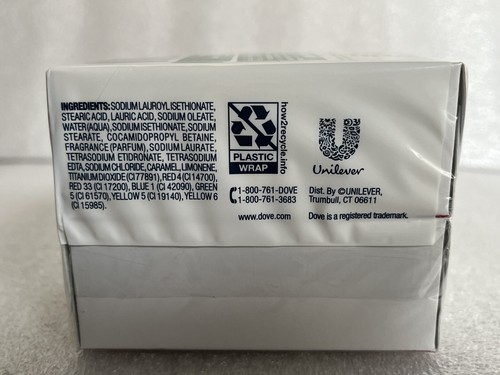 INGREDIENTS: SODIUM LAUROYL ISETHIONATE,
STEARIC ACID, LAURIC ACID, SODIUM OLEATE,
WATER (AQUA), SODIUM ISETHIONATE, SODIUM
STEARATE, COCAMIDOPROPYL BETAINE,
FRAGRANCE (PARFUM), SODIUM LAURATE,
TETRASODIUM ETIDRONATE, TETRASODIUM
EDTA, SODIUM CHLORIDE, CARAMEL, LIMONENE,
TITANIUM DIOXIDE (CI77891), RED 4 (CI14700),
RED 33 (CI 17200), BLUE 1 (CI 42090), GREEN
5 (CI 61570), YELLOW 5 (CI 19140), YELLOW 6
(CI 15985).
PLASTIC
WRAP
how2recycle.info
Unilever
1-800-761-DOVE
1-800-761-3683
www.dove.com
Dist. By ©UNILEVER,
Trumbull, CT 06611
Dove is a registered trademark.